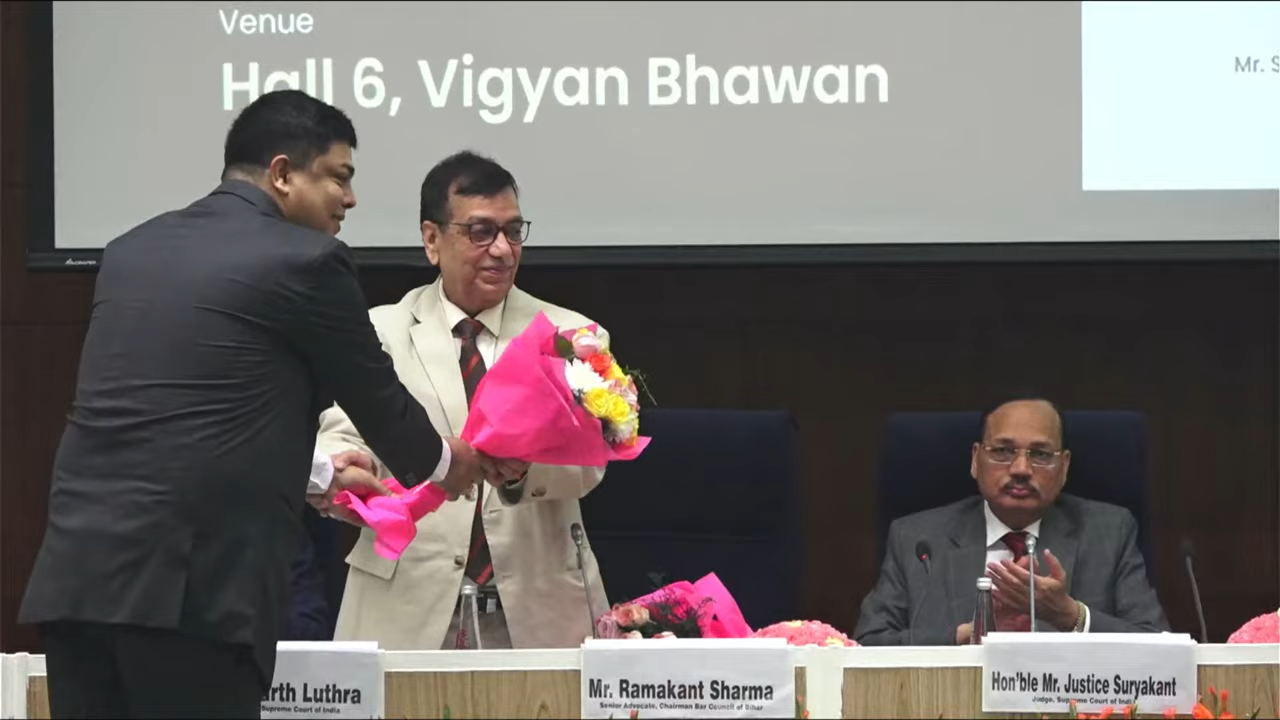 Venue
Hall 6, Vigyan Bhawan
Mr. S
arth Luthra
Supreme Court of India
Mr. Ramakant Sharma
Senior Advocate, Chairman Bar Council of Bihar
Hon'ble Mr. Justice Suryakant
Judge, Supreme Court of India